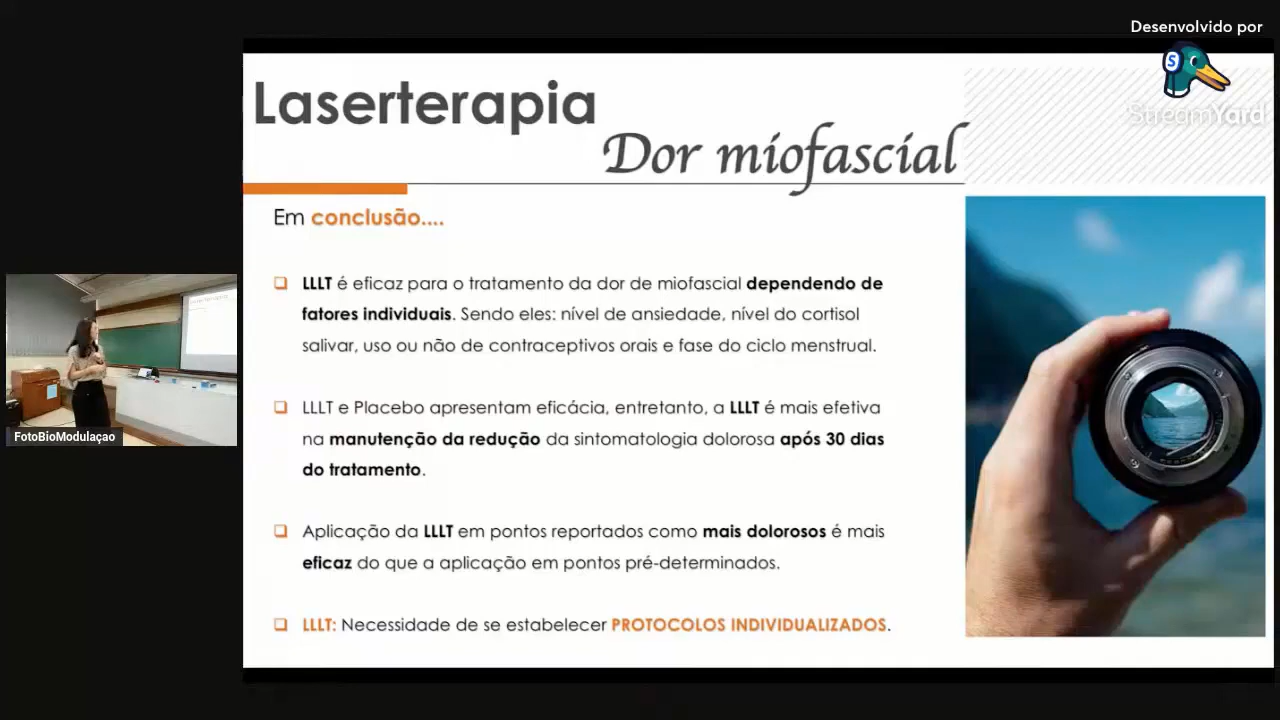 Desenvolvido por
S
StreamYard
Laserterapia
Dor miofascial
Em conclusão....
LLLT é eficaz para o tratamento da dor de miofascial dependendo de
fatores individuais. Sendo eles: nível de ansiedade, nível do cortisol
salivar, uso ou não de contraceptivos orais e fase do ciclo menstrual.
LLLT e Placebo apresentam eficácia, entretanto, a LLLT é mais efetiva
na manutenção da redução da sintomatologia dolorosa após 30 dias
do tratamento.
Aplicação da LLLT em pontos reportados como mais dolorosos é mais
eficaz do que a aplicação em pontos pré-determinados.
LLLT: Necessidade de se estabelecer PROTOCOLOS INDIVIDUALIZADOS.
FotoBioModulaçao